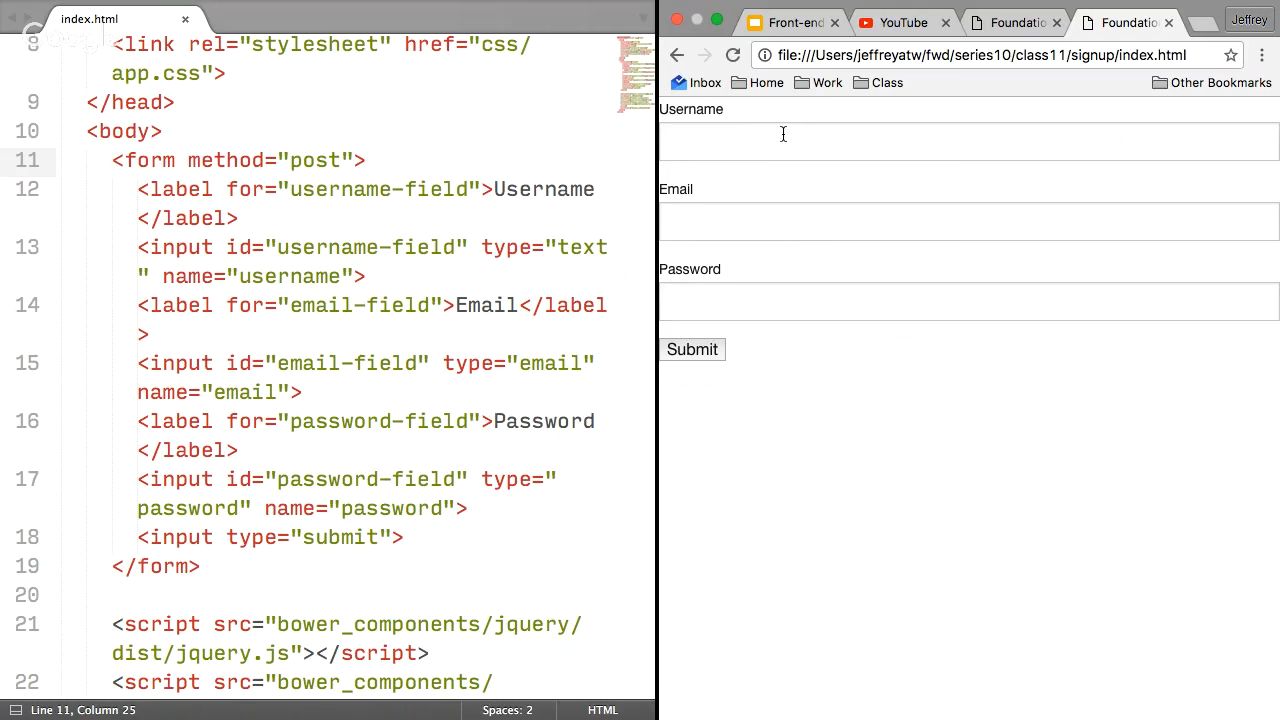 index.html
Google
8 <link rel="stylesheet" href="css/
app.css">
9 </head>
10 <body>
11 <form method="post">
12 <label for="username-field">Username
</label>
13 <input id="username-field" type="text
" name="username">
14 <label for="email-field">Email</label
>
15 <input id="email-field" type="email"
name="email">
16 <label for="password-field">Password
</label>
17 <input id="password-field" type="
password" name="password">
18 <input type="submit">
19 </form>
20
21 <script src="bower_components/jquery/
dist/jquery.js"></script>
22 <script src="bower_components/
Line 11, Column 25 Spaces: 2 HTML
Front-end YouTube Foundatio Foundatio Jeffrey
file:///Users/jeffreyatw/fwd/series10/class11/signup/index.html
Inbox Home Work Class Other Bookmarks
Username
Email
Password
Submit